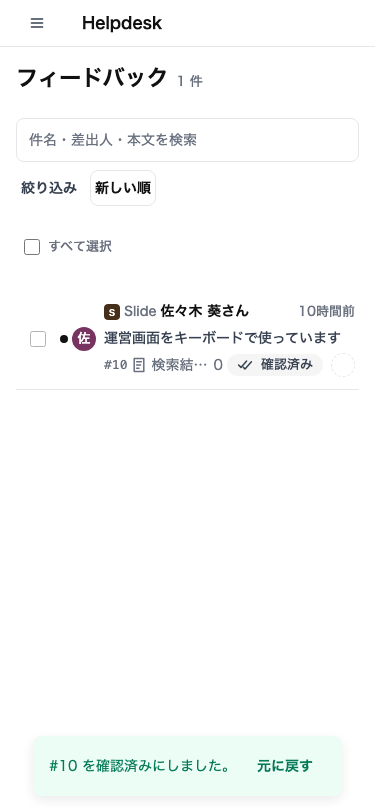 Helpdesk
フィードバック 1 件
件名・差出人・本文を検索
絞り込み 新しい順
すべて選択
S Slide 佐々木 葵さん 10時間前
佐 運営画面をキーボードで使っています
#10 検索結… 0 確認済み
#10 を確認済みにしました。 元に戻す